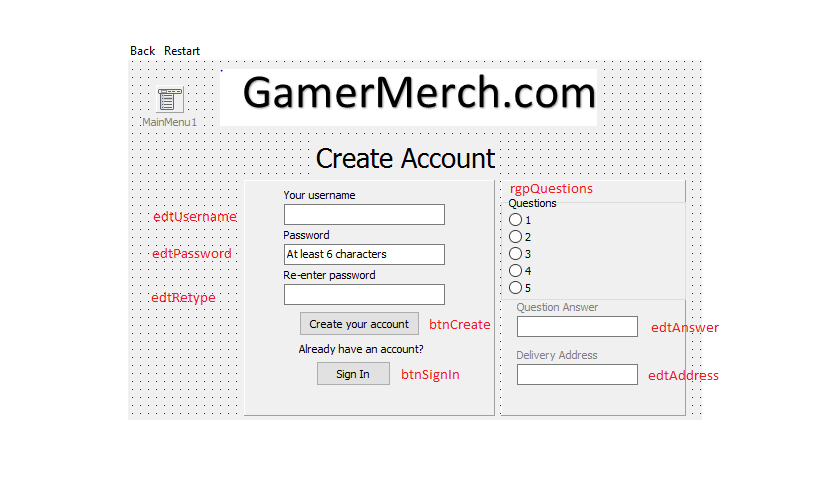 Back Restart
GamerMerch.com
MainMenu1
Create Account
rgpQuestions
Your username
Questions
edtUsername
1
Password
2
edtPassword
At least 6 characters
3
Re-enter password
4
edtRetype
5
Question Answer
Create your account
btnCreate
edtAnswer
Already have an account?
Delivery Address
Sign In
btnSignIn
edtAddress